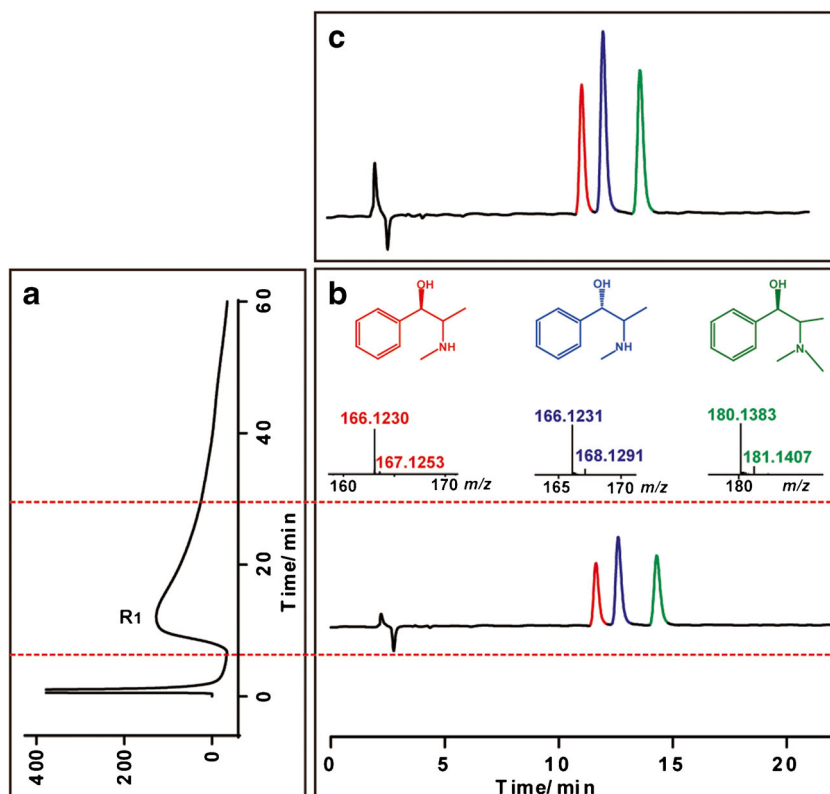 c
a
60
40
20
0
Time/min
R1
400
200
0
b
OH
NH
OH
NH
OH
N
166.1230
167.1253
160
170
m/z
166.1231
168.1291
165
170
m/z
180.1383
181.1407
180
m/z
0
5
10
15
20
Time/min